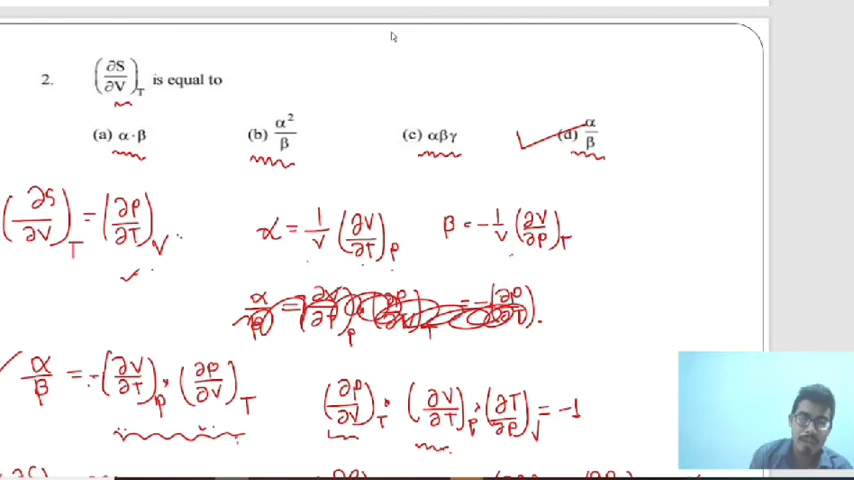 2. (∂S/∂V)_T is equal to
(a) α·β (b) α²/β (c) αβγ (d) α/β
(∂S/∂V)_T = (∂P/∂T)_V α = 1/V (∂V/∂T)_P β = -1/V (∂V/∂P)_T
α/β = -(∂V/∂T)_P · (∂P/∂V)_T
(∂P/∂V)_T · (∂V/∂T)_P · (∂T/∂P)_V = -1